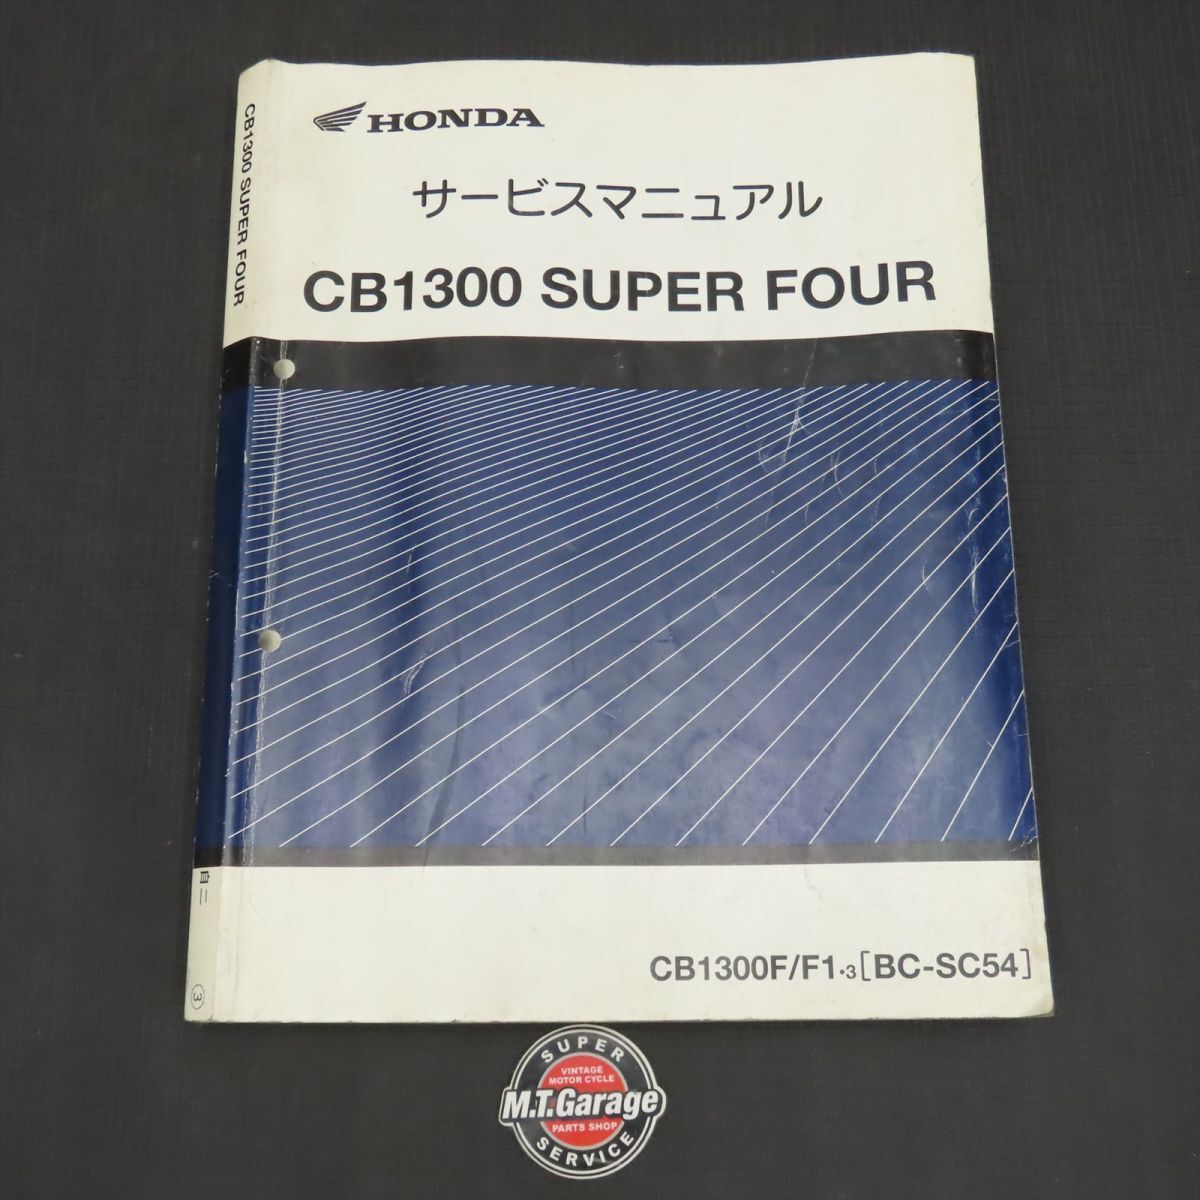 HONDA
サービスマニュアル
CB1300 SUPER FOUR
CB1300 SUPER FOUR
自二
③
CB1300F/F1・3[BC-SC54]
SUPER
VINTAGE
MOTOR CYCLE
M.T.Garage
PARTS SHOP
SERVICE